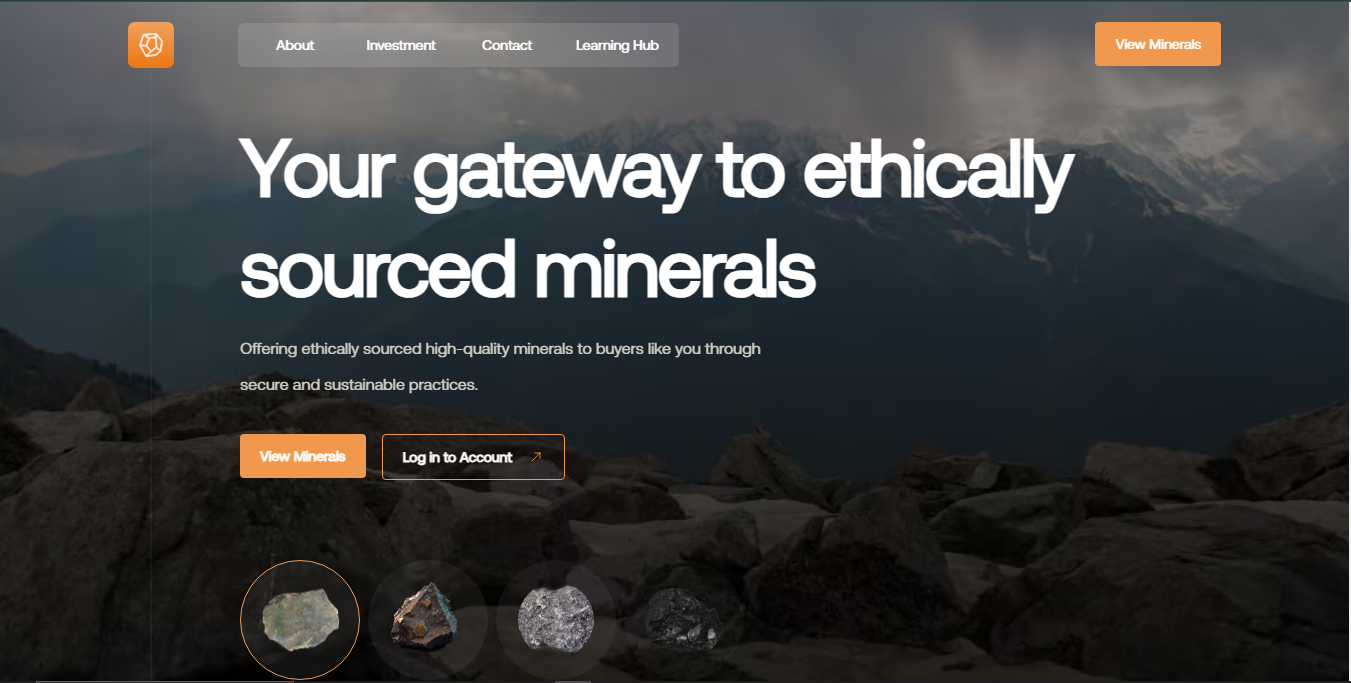 About
Investment
Contact
Learning Hub
View Minerals
Your gateway to ethically
sourced minerals
Offering ethically sourced high-quality minerals to buyers like you through
secure and sustainable practices.
View Minerals
Log in to Account